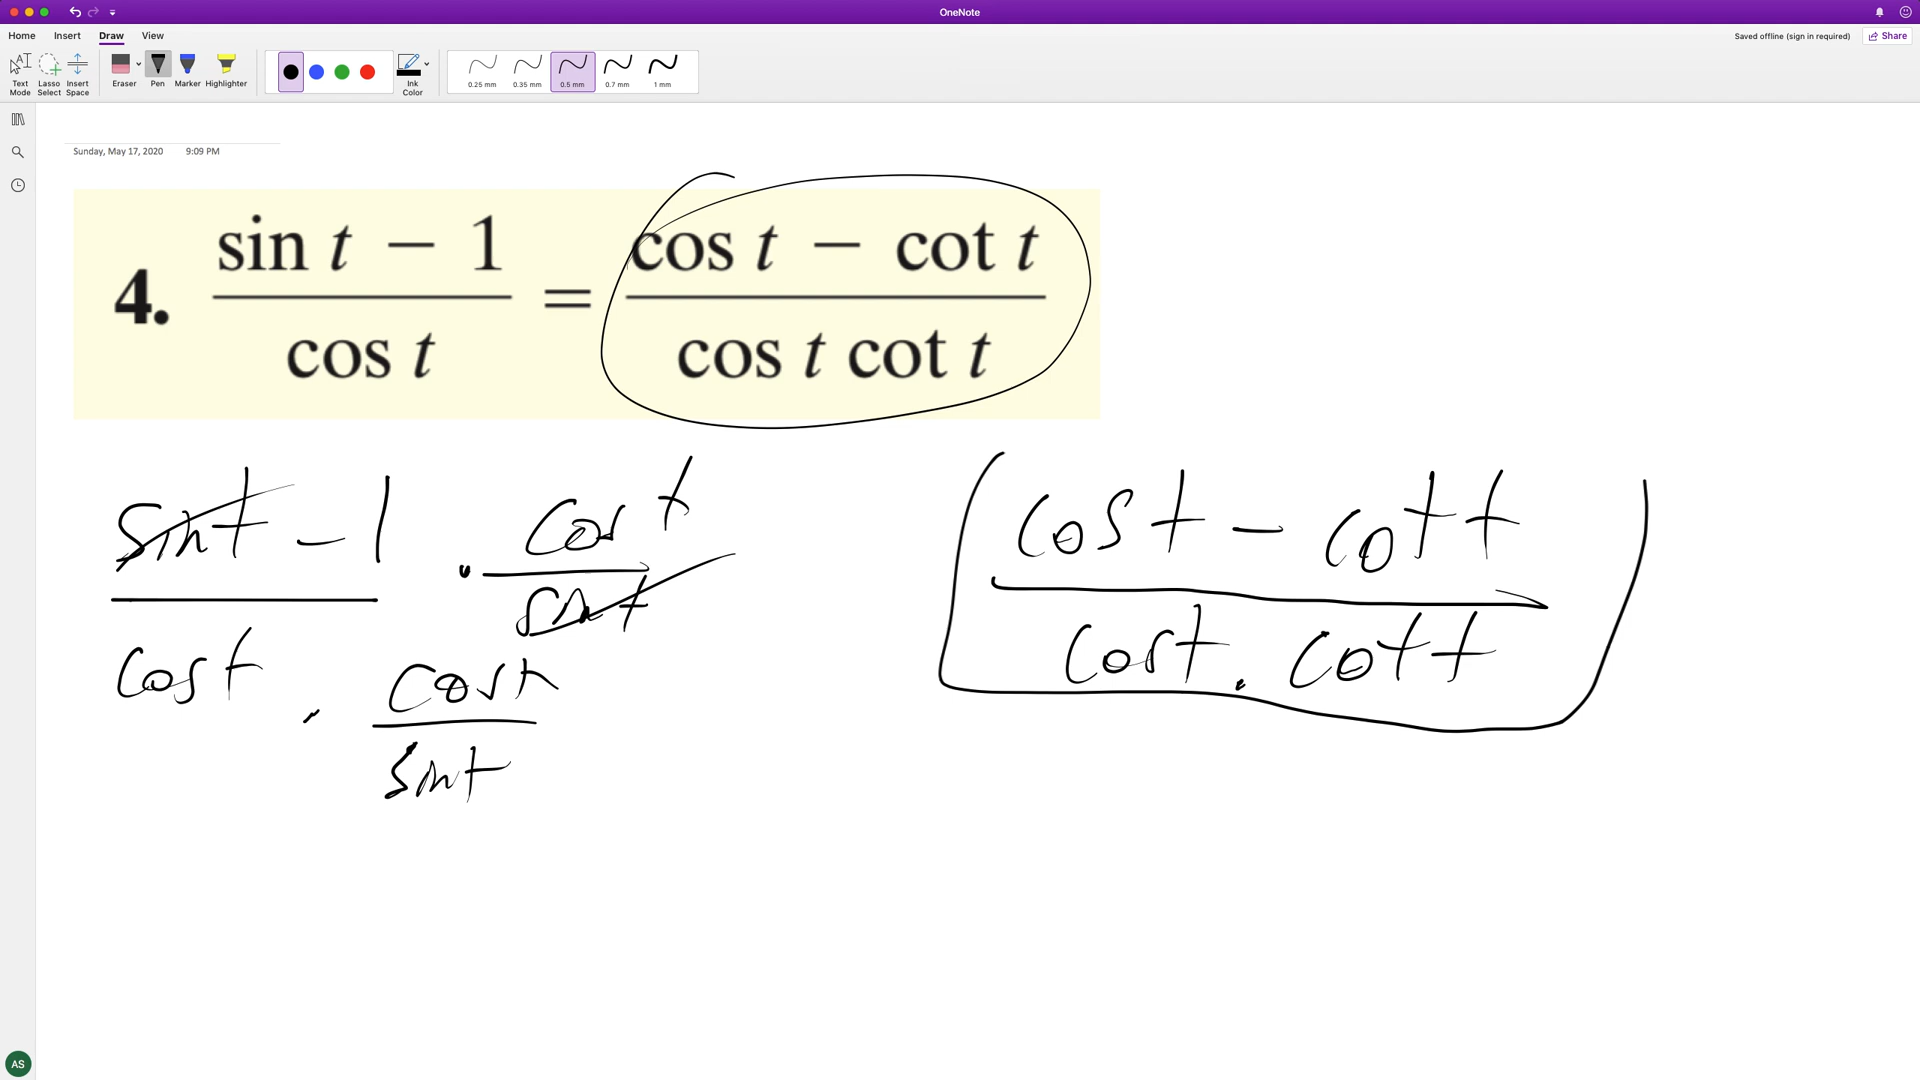 OneNote
Home Insert Draw View
Saved offline (sign in required) Share
Text Mode Lasso Select Insert Space Eraser Pen Marker Highlighter Ink Color 0.25 mm 0.35 mm 0.5 mm 0.7 mm 1 mm
Sunday, May 17, 2020 9:09 PM
4. sin t − 1 / cos t = cos t − cot t / cos t cot t
sint − 1 / cost · cost / sint
· cost / sint
cost − cott / cost · cott
AS